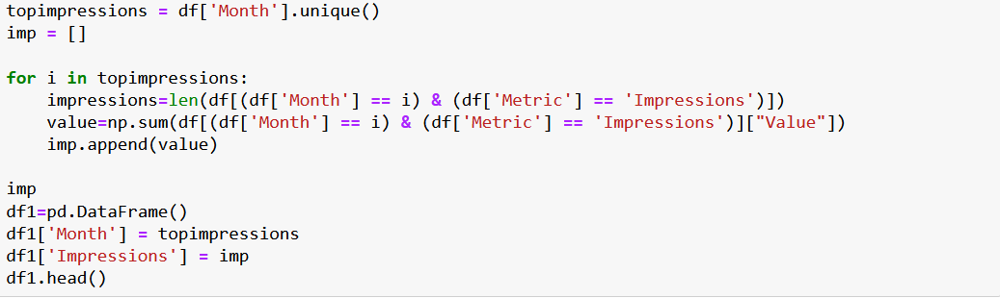 topimpressions = df['Month'].unique()
imp = []
for i in topimpressions:
    impressions=len(df[(df['Month'] == i) & (df['Metric'] == 'Impressions')])
    value=np.sum(df[(df['Month'] == i) & (df['Metric'] == 'Impressions')]["Value"])
    imp.append(value)
imp
df1=pd.DataFrame()
df1['Month'] = topimpressions
df1['Impressions'] = imp
df1.head()